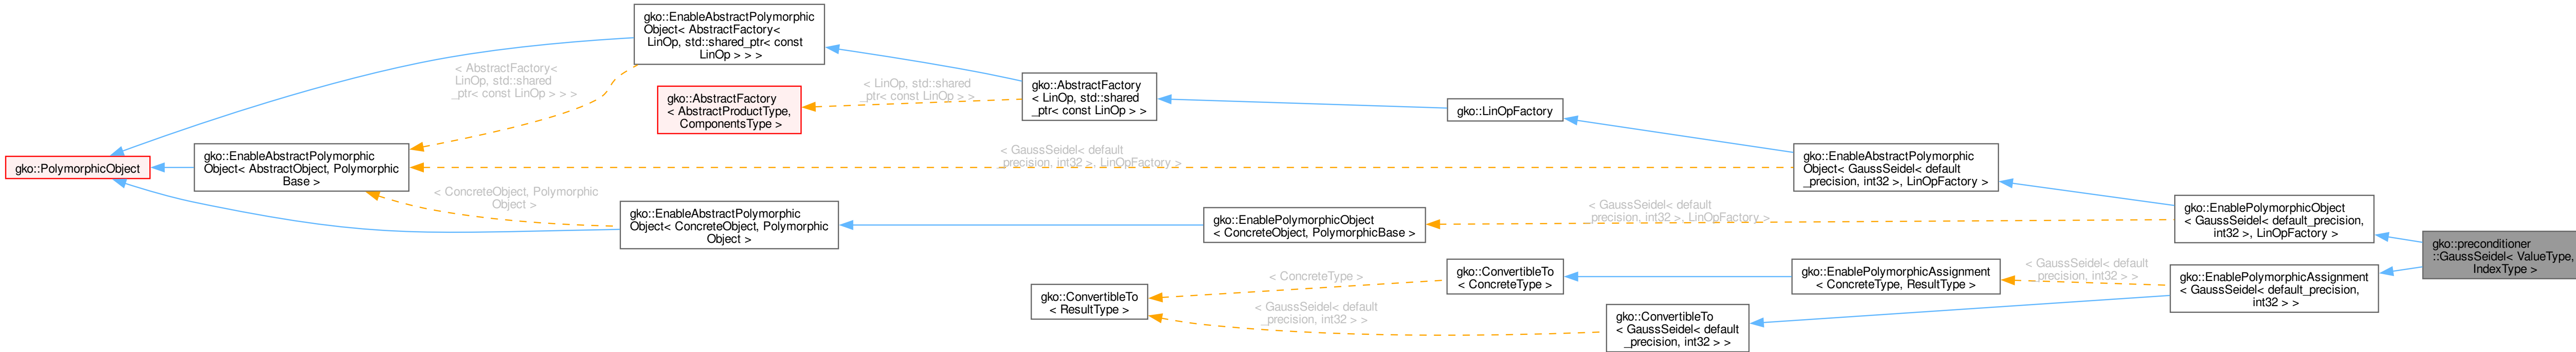 gko::EnableAbstractPolymorphic
Object< AbstractFactory<
LinOp, std::shared_ptr< const
LinOp > > >
< AbstractFactory<
LinOp, std::shared
_ptr< const LinOp > > >
gko::AbstractFactory
< AbstractProductType,
ComponentsType >
< LinOp, std::shared
_ptr< const LinOp > >
gko::AbstractFactory
< LinOp, std::shared
_ptr< const LinOp > >
gko::LinOpFactory
gko::PolymorphicObject
gko::EnableAbstractPolymorphic
Object< AbstractObject, Polymorphic
Base >
< GaussSeidel< default
_precision, int32 >, LinOpFactory >
gko::EnableAbstractPolymorphic
Object< GaussSeidel< default
_precision, int32 >, LinOpFactory >
< ConcreteObject, Polymorphic
Object >
gko::EnableAbstractPolymorphic
Object< ConcreteObject, Polymorphic
Object >
gko::EnablePolymorphicObject
< ConcreteObject, PolymorphicBase >
< GaussSeidel< default
_precision, int32 >, LinOpFactory >
gko::EnablePolymorphicObject
< GaussSeidel< default_precision,
int32 >, LinOpFactory >
gko::preconditioner
::GaussSeidel< ValueType,
IndexType >
gko::ConvertibleTo
< ResultType >
< ConcreteType >
gko::ConvertibleTo
< ConcreteType >
gko::EnablePolymorphicAssignment
< ConcreteType, ResultType >
< GaussSeidel< default
_precision, int32 > >
gko::EnablePolymorphicAssignment
< GaussSeidel< default_precision,
int32 > >
< GaussSeidel< default
_precision, int32 > >
gko::ConvertibleTo
< GaussSeidel< default
_precision, int32 > >